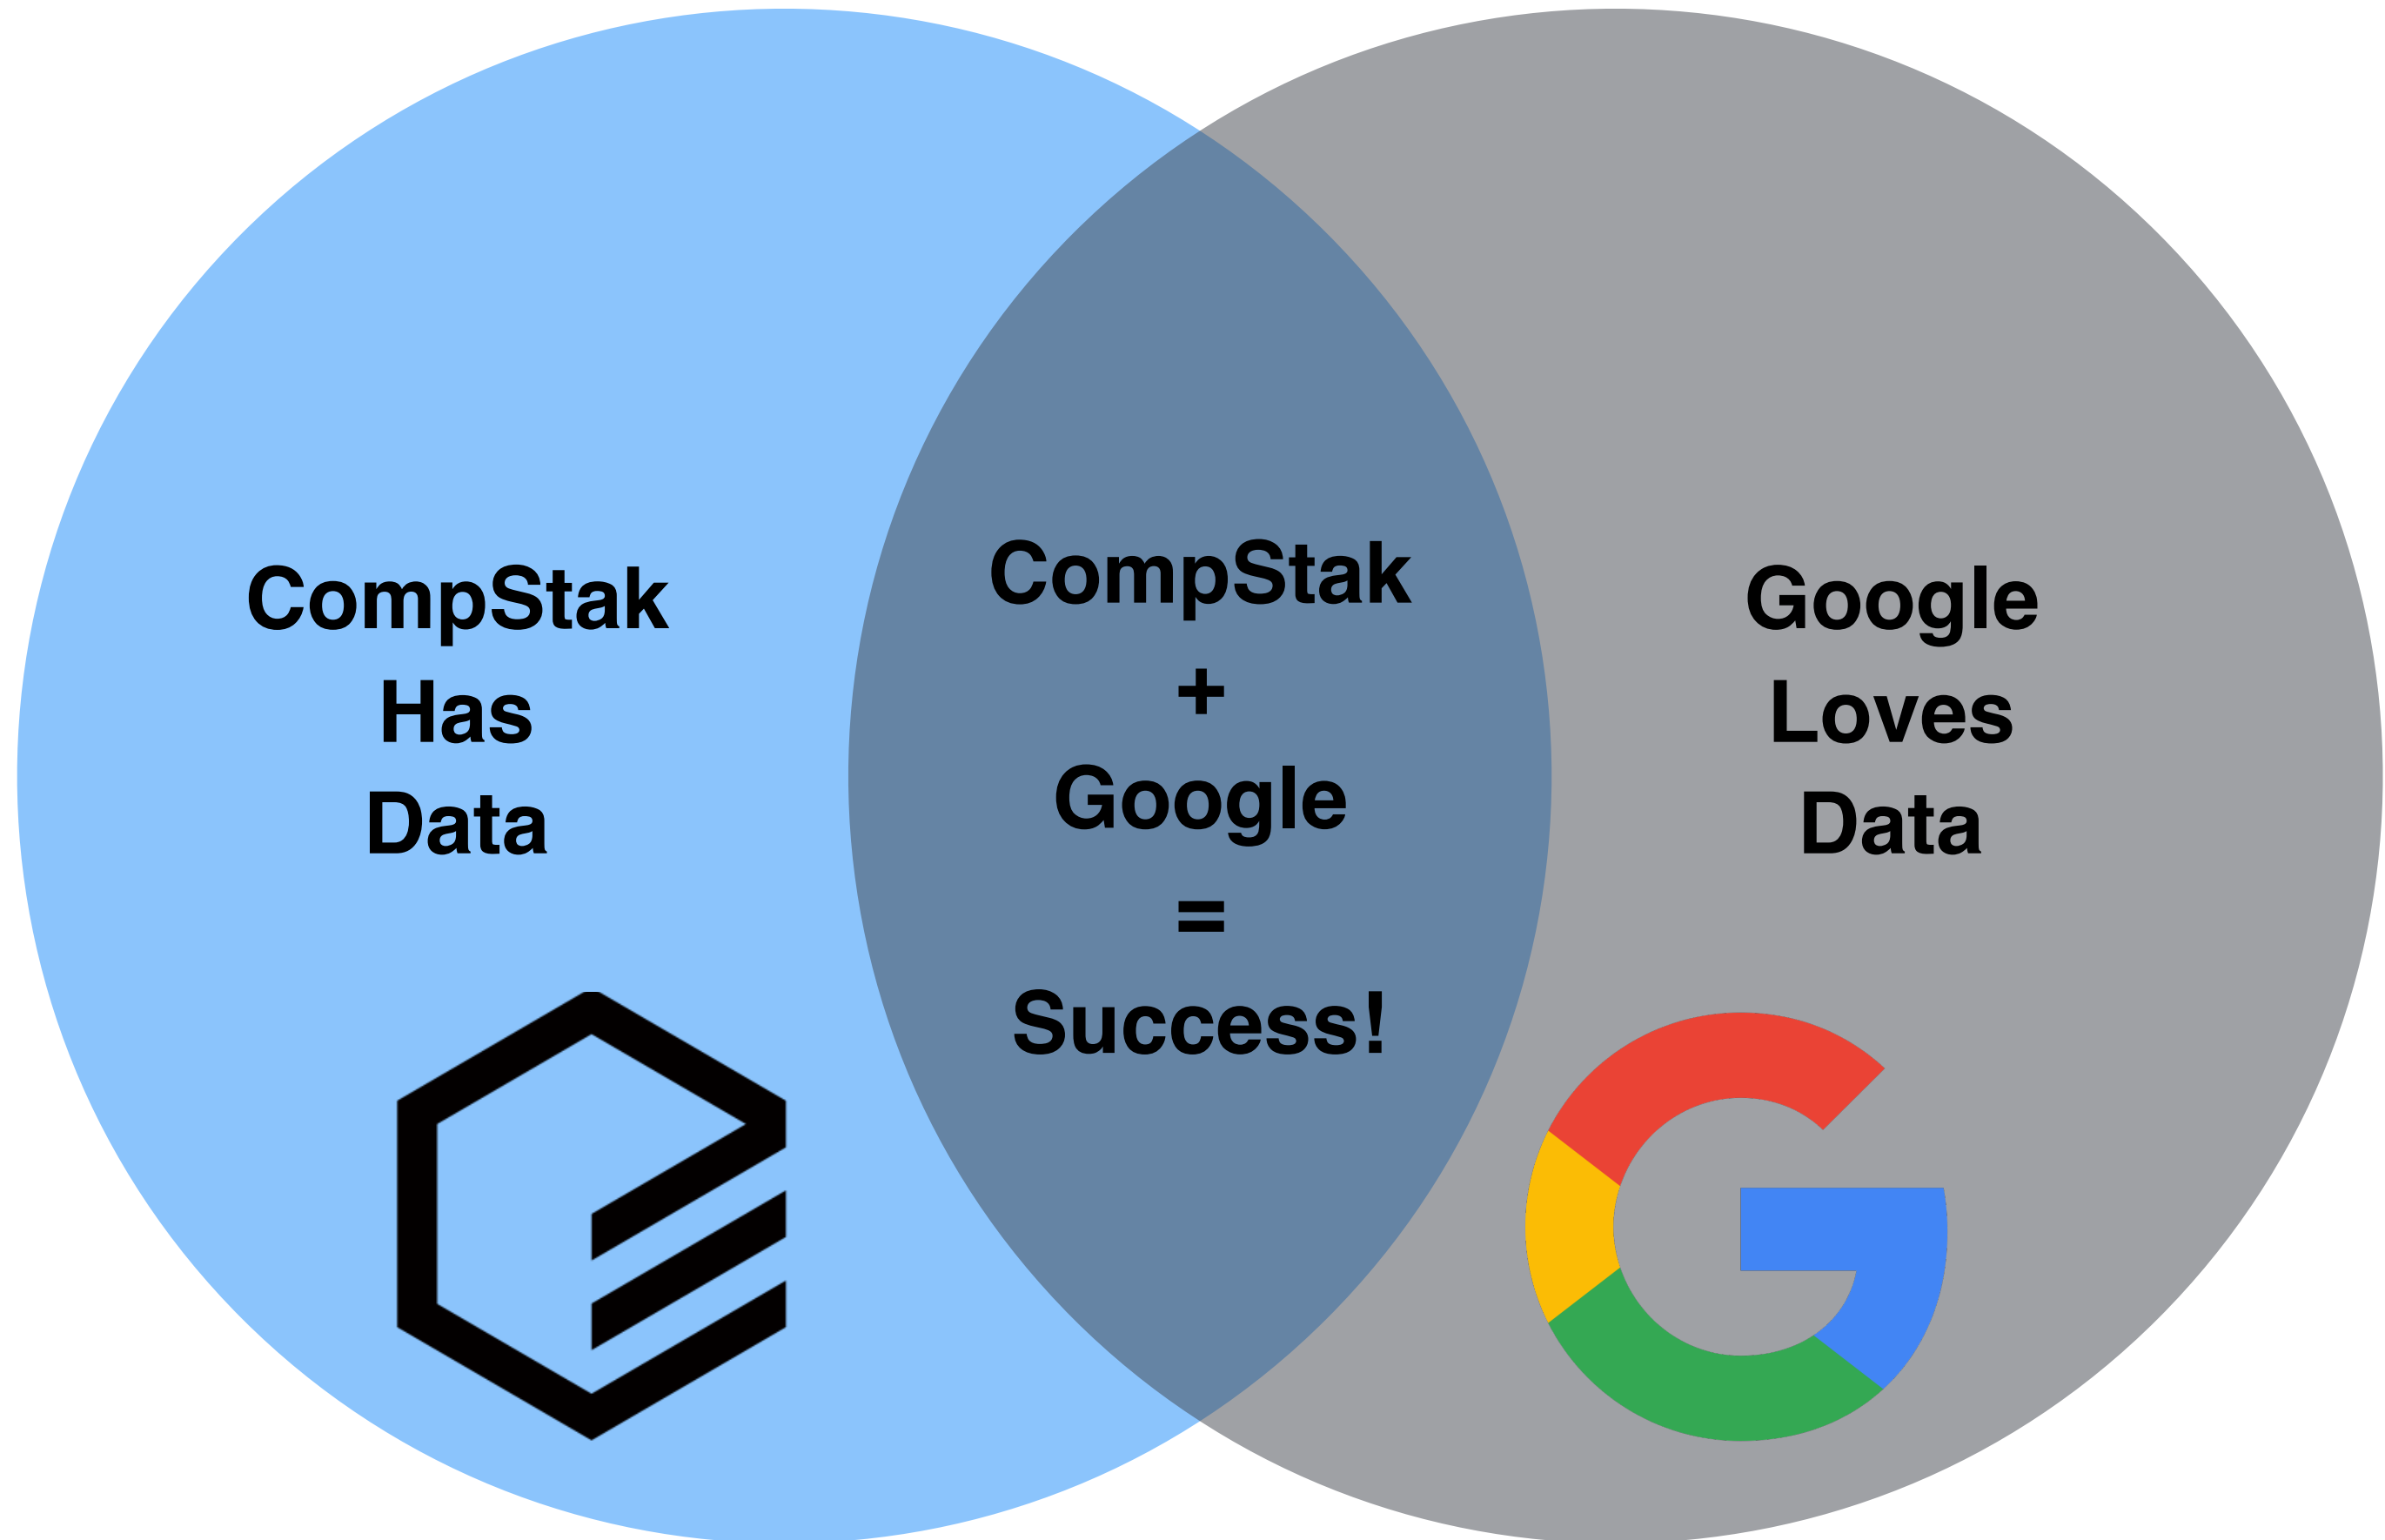 CompStak
Has
Data
CompStak
+
Google
=
Success!
Google
Loves
Data